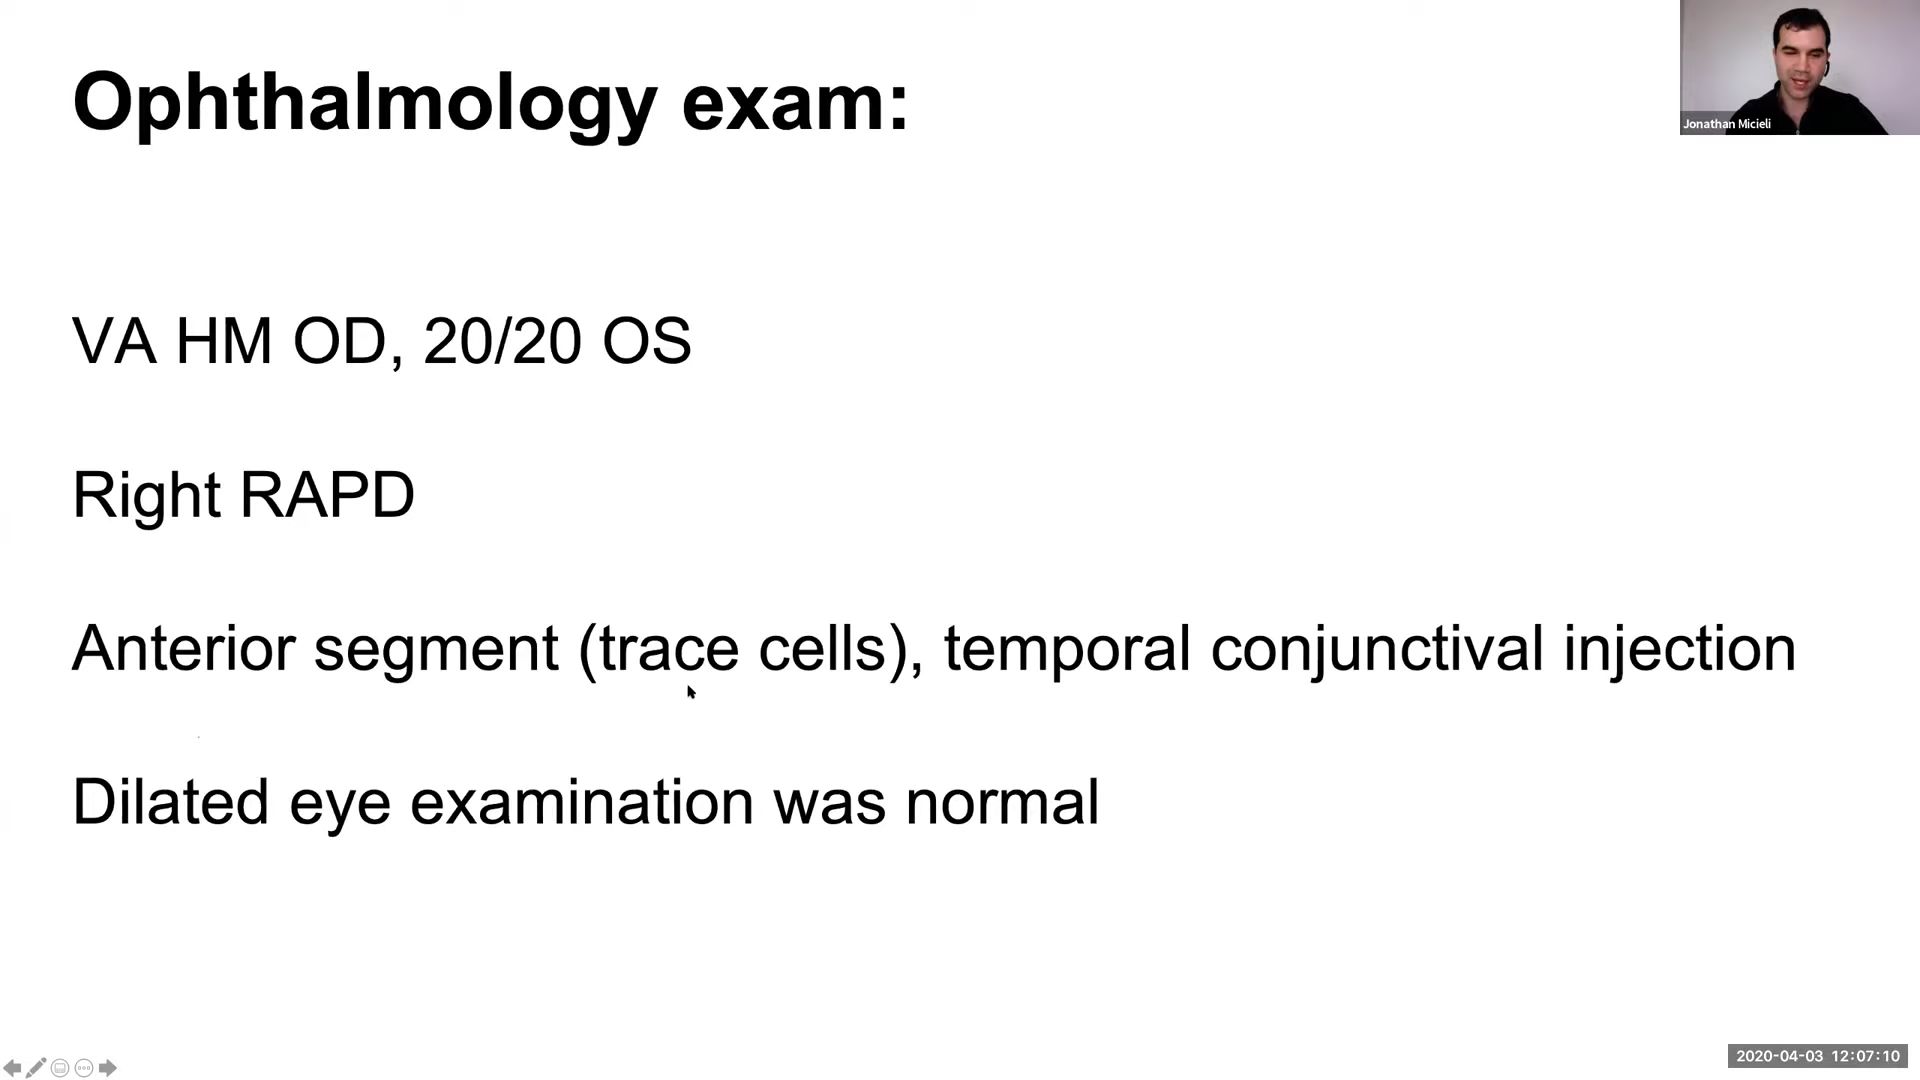 Ophthalmology exam:
Jonathan Micieli
VA HM OD, 20/20 OS
Right RAPD
Anterior segment (trace cells), temporal conjunctival injection
Dilated eye examination was normal
2020-04-03 12:07:10